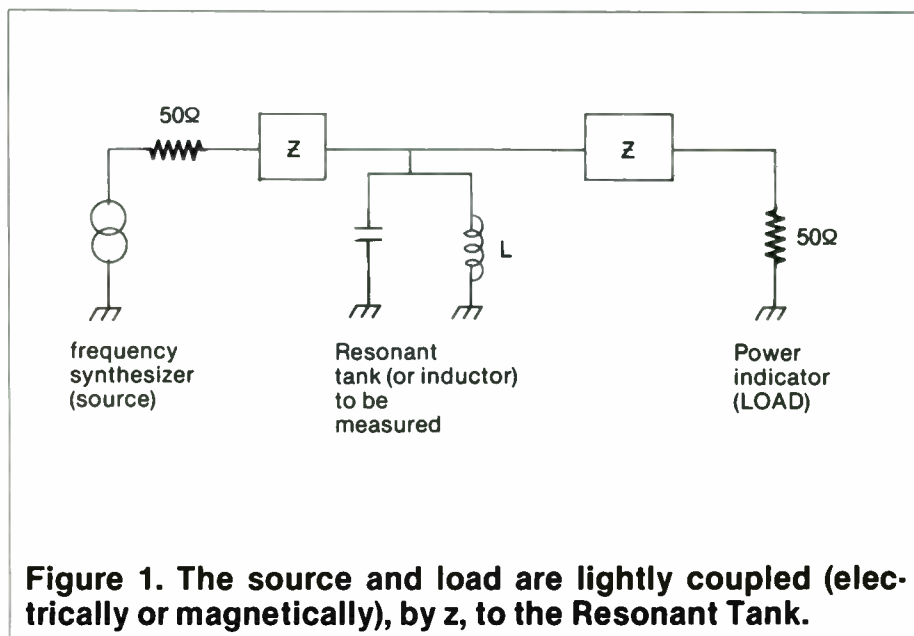 50Ω
Z
Z
L
50Ω
frequency
synthesizer
(source)
Resonant
tank (or inductor)
to be
measured
Power
indicator
(LOAD)
Figure 1. The source and load are lightly coupled (elec-
trically or magnetically), by z, to the Resonant Tank.